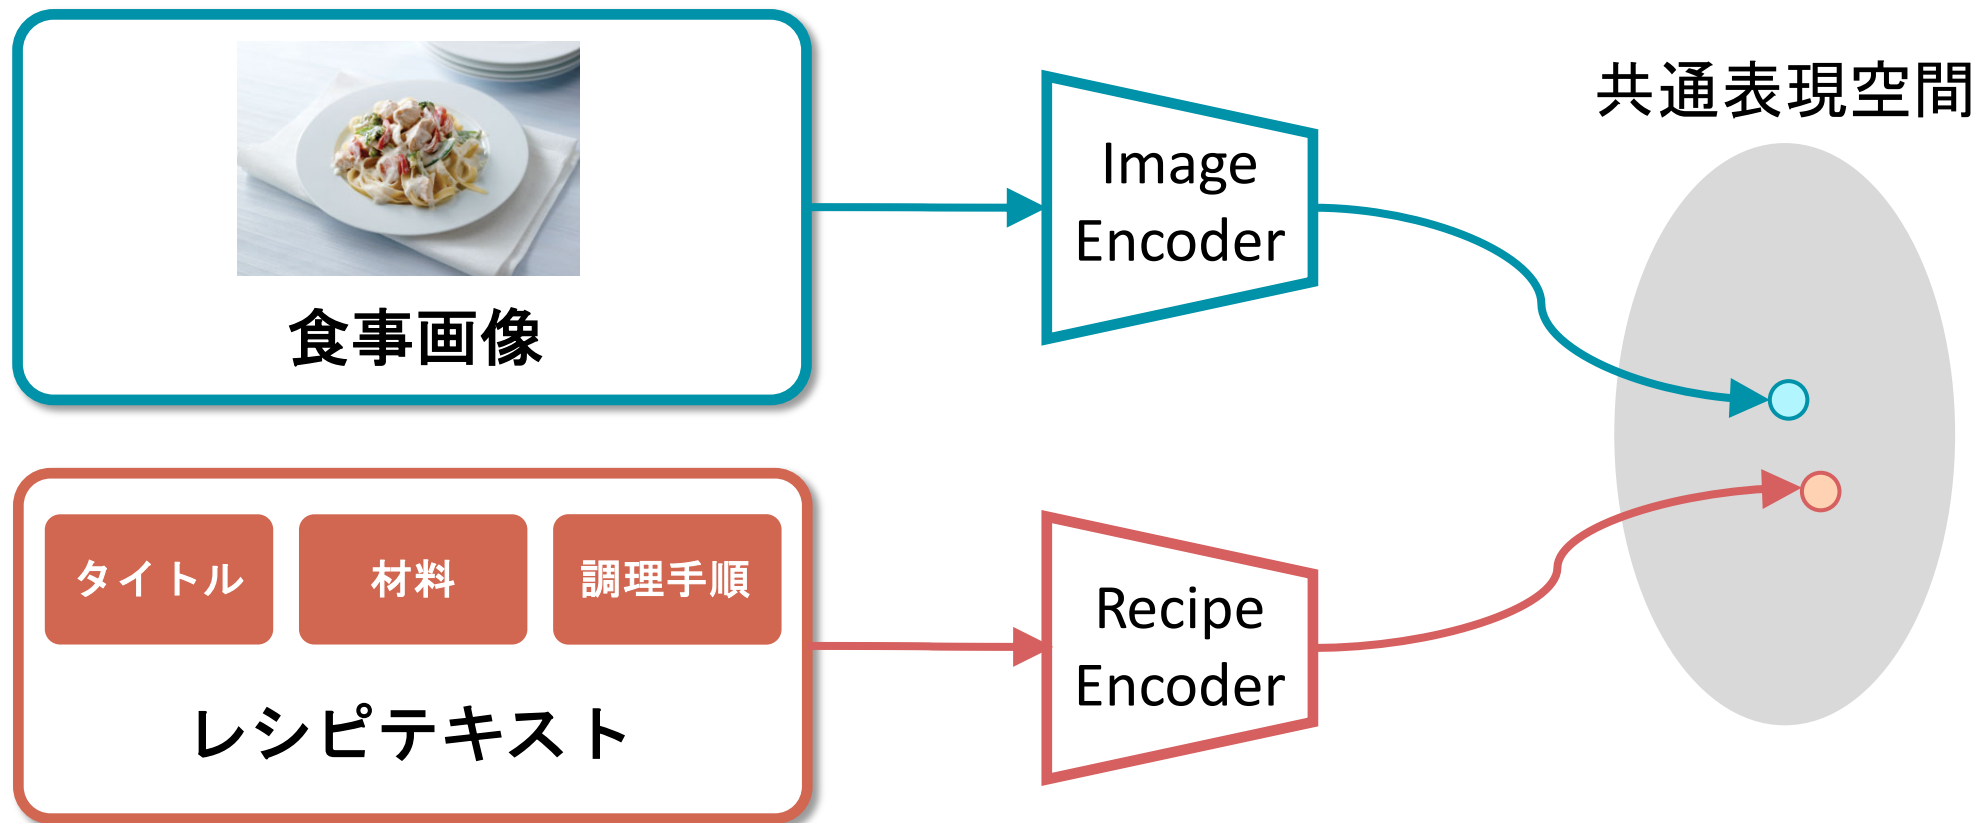 食事画像
Image
Encoder
共通表現空間
タイトル
材料
調理手順
レシピテキスト
Recipe
Encoder